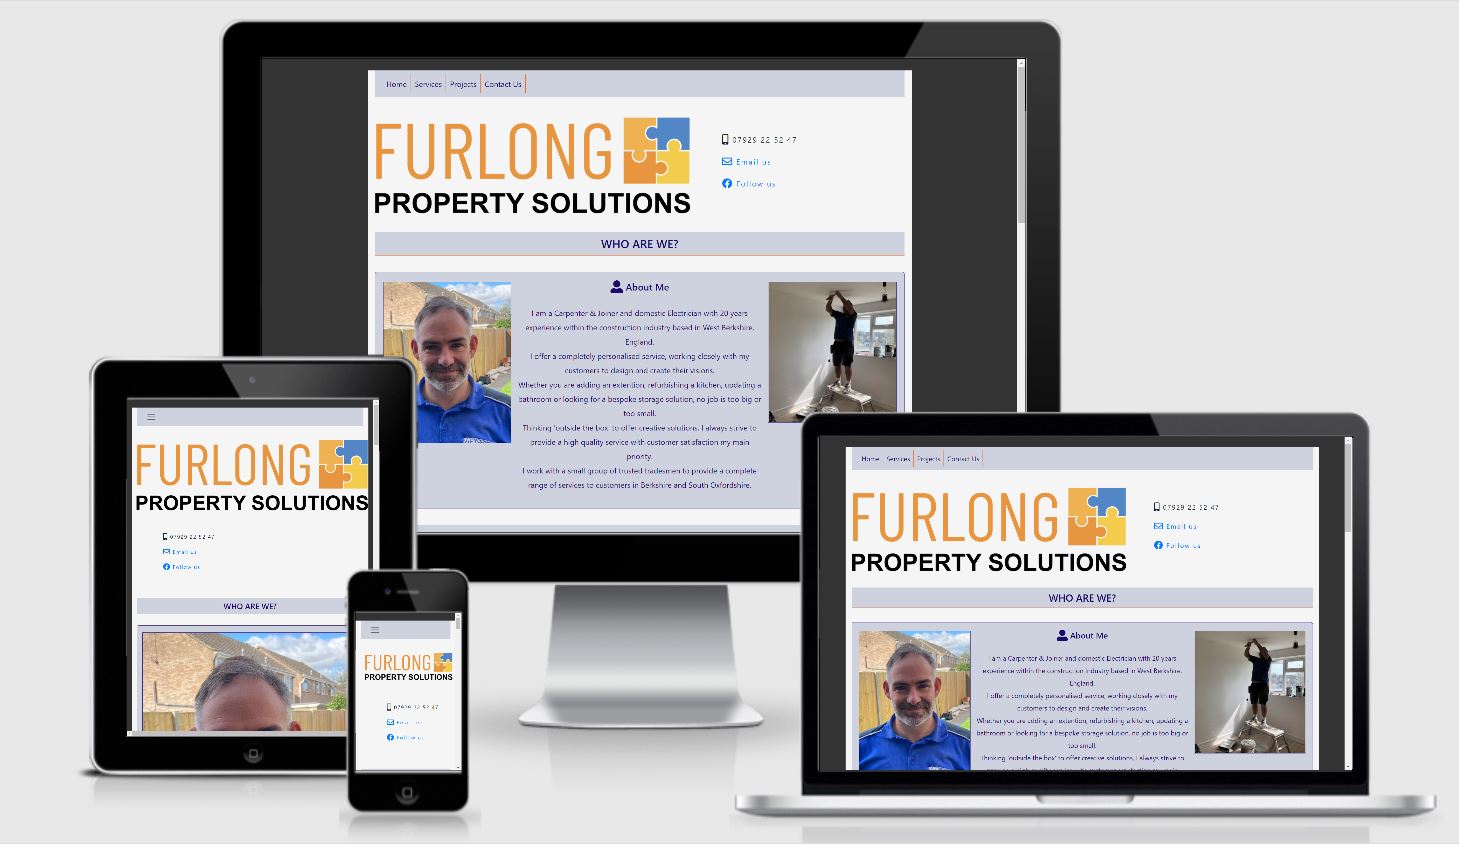 Home Services Projects Contact Us
FURLONG
PROPERTY SOLUTIONS
07929 22 52 47
Email us
Follow us
WHO ARE WE?
About Me
I am a Carpenter & Joiner and domestic Electrician with 20 years
experience within the construction industry based in West Berkshire,
England.
I offer a completely personalised service, working closely with my
customers to design and create their visions.
Whether you are adding an extention, refurbishing a kitchen, updating a
bathroom or looking for a bespoke storage solution, no job is too big or
too small.
Thinking 'outside the box' to offer creative solutions, I always strive to
provide a high quality service with customer satisfaction my main
priority.
I work with a small group of trusted tradesmen to provide a complete
range of services to customers in Berkshire and South Oxfordshire.
FURLONG
PROPERTY SOLUTIONS
07929 22 52 47
Email us
Follow us
WHO ARE WE?
FURLONG
PROPERTY SOLUTIONS
07929 22 52 47
Email us
Follow us
Home Services Projects Contact Us
FURLONG
PROPERTY SOLUTIONS
07929 22 52 47
Email us
Follow us
WHO ARE WE?
About Me
I am a Carpenter & Joiner and domestic Electrician with 20 years
experience within the construction industry based in West Berkshire,
England.
I offer a completely personalised service, working closely with my
customers to design and create their visions.
Whether you are adding an extention, refurbishing a kitchen, updating a
bathroom or looking for a bespoke storage solution, no job is too big or
too small.
Thinking 'outside the box' to offer creative solutions, I always strive to